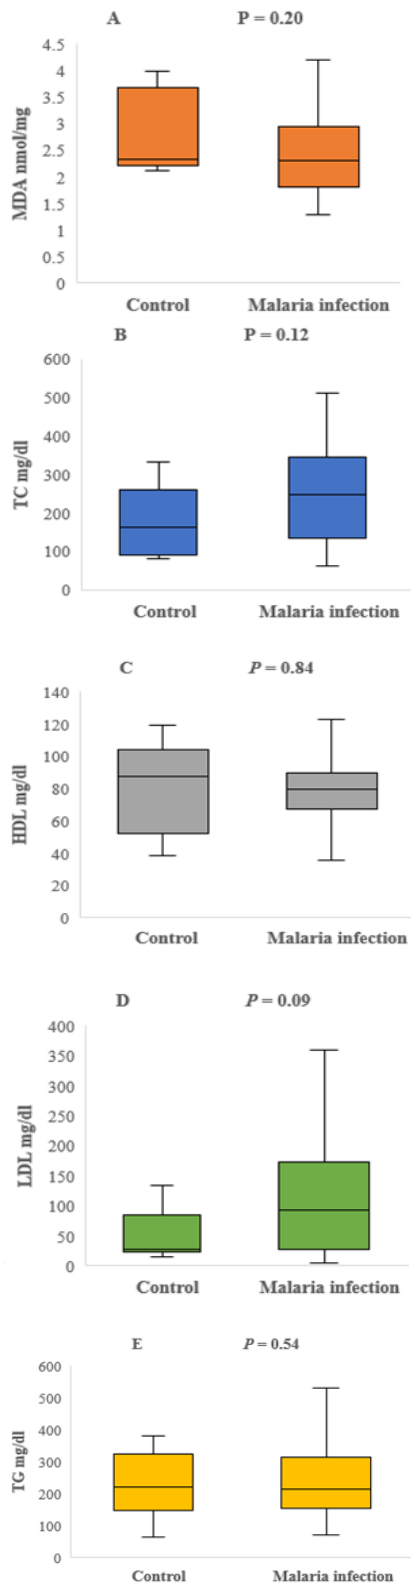 A P = 0.20
4.5
4
3.5
3
2.5
2
1.5
1
0.5
0
MDA nmol/mg
Control Malaria infection
B P = 0.12
600
500
400
300
200
100
0
TC mg/dl
Control Malaria infection
C P = 0.84
140
120
100
80
60
40
20
0
HDL mg/dl
Control Malaria infection
D P = 0.09
400
350
300
250
200
150
100
50
0
LDL mg/dl
Control Malaria infection
E P = 0.54
600
500
400
300
200
100
0
TG mg/dl
Control Malaria infection